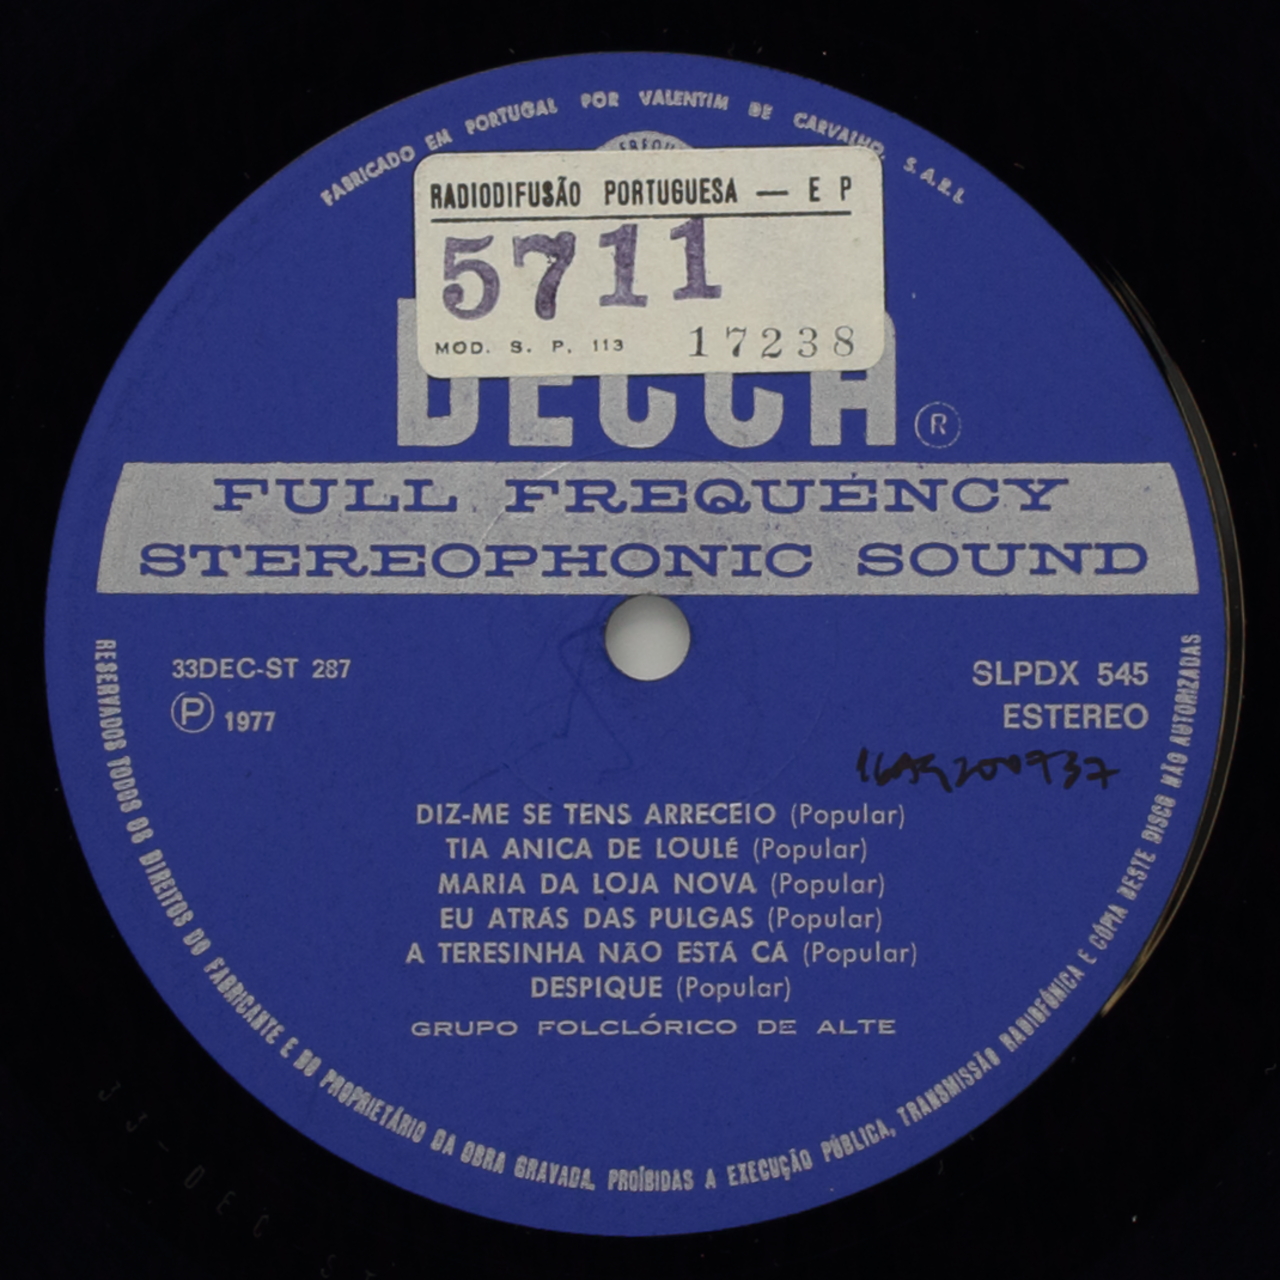 FABRICADO EM PORTUGAL POR VALENTIM DE CARVALHO, S.A.R.L
RADIODIFUSÃO PORTUGUESA — E P
5711
MOD. S. P. 113 17238
DECCA ®
FULL FREQUENCY
STEREOPHONIC SOUND
33DEC-ST 287
SLPDX 545
Ⓟ 1977
ESTEREO
DIZ-ME SE TENS ARRECEIO (Popular)
TIA ANICA DE LOULÉ (Popular)
MARIA DA LOJA NOVA (Popular)
EU ATRÁS DAS PULGAS (Popular)
A TERESINHA NÃO ESTÁ CÁ (Popular)
DESPIQUE (Popular)
GRUPO FOLCLÓRICO DE ALTE
RESERVADOS TODOS OS DIREITOS DO FABRICANTE E DO PROPRIETÁRIO DA OBRA GRAVADA. PROÍBIDAS A EXECUÇÃO PÚBLICA, TRANSMISSÃO RADIOFÓNICA E CÓPIA DESTE DISCO NÃO AUTORIZADAS